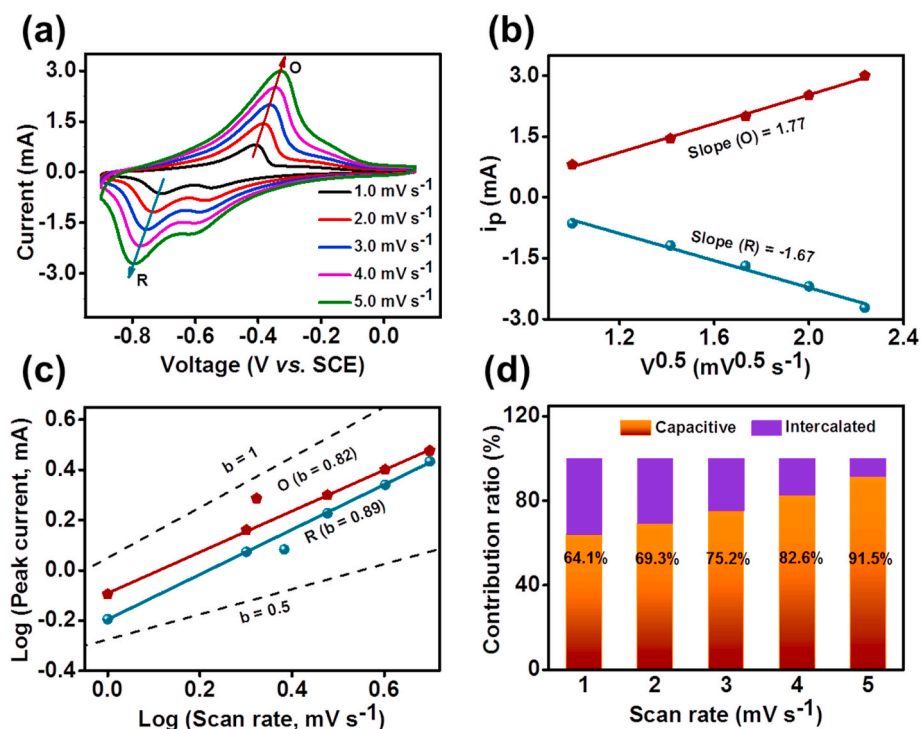 (a)
Current (mA)
3.0
1.5
0.0
-1.5
-3.0
O
R
1.0 mV s⁻¹
2.0 mV s⁻¹
3.0 mV s⁻¹
4.0 mV s⁻¹
5.0 mV s⁻¹
-0.8
-0.6
-0.4
-0.2
0.0
Voltage (V vs. SCE)
(b)
iₚ (mA)
3.0
1.5
0.0
-1.5
-3.0
Slope (O) = 1.77
Slope (R) = -1.67
1.2
1.6
2.0
2.4
V⁰·⁵ (mV⁰·⁵ s⁻¹)
(c)
Log (Peak current, mA)
0.6
0.4
0.2
0.0
-0.2
-0.4
b = 1
O (b = 0.82)
R (b = 0.89)
b = 0.5
0.0
0.2
0.4
0.6
Log (Scan rate, mV s⁻¹)
(d)
Contribution ratio (%)
120
80
40
0
Capacitive
Intercalated
64.1%
69.3%
75.2%
82.6%
91.5%
1
2
3
4
5
Scan rate (mV s⁻¹)